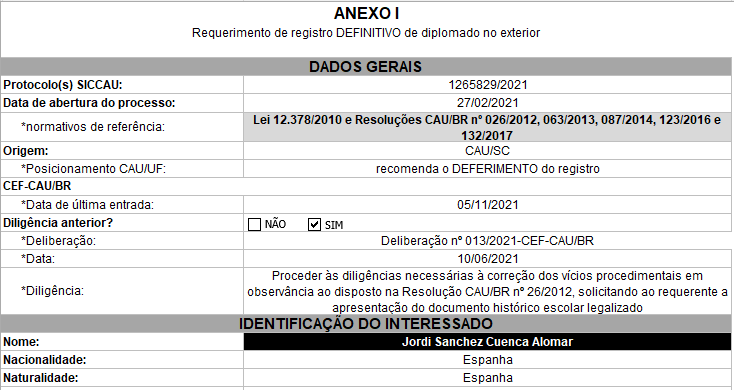 ANEXO I
Requerimento de registro DEFINITIVO de diplomado no exterior
DADOS GERAIS
Protocolo(s) SICCAU: 1265829/2021
Data de abertura do processo: 27/02/2021
*normativos de referência: Lei 12.378/2010 e Resoluções CAU/BR nº 026/2012, 063/2013, 087/2014, 123/2016 e
132/2017
Origem: CAU/SC
*Posicionamento CAU/UF: recomenda o DEFERIMENTO do registro
CEF-CAU/BR
*Data de última entrada: 05/11/2021
Diligência anterior? NÃO SIM
*Deliberação: Deliberação nº 013/2021-CEF-CAU/BR
*Data: 10/06/2021
*Diligência: Proceder às diligências necessárias à correção dos vícios procedimentais em
observância ao disposto na Resolução CAU/BR nº 26/2012, solicitando ao requerente a
apresentação do documento histórico escolar legalizado
IDENTIFICAÇÃO DO INTERESSADO
Nome: Jordi Sanchez Cuenca Alomar
Nacionalidade: Espanha
Naturalidade: Espanha